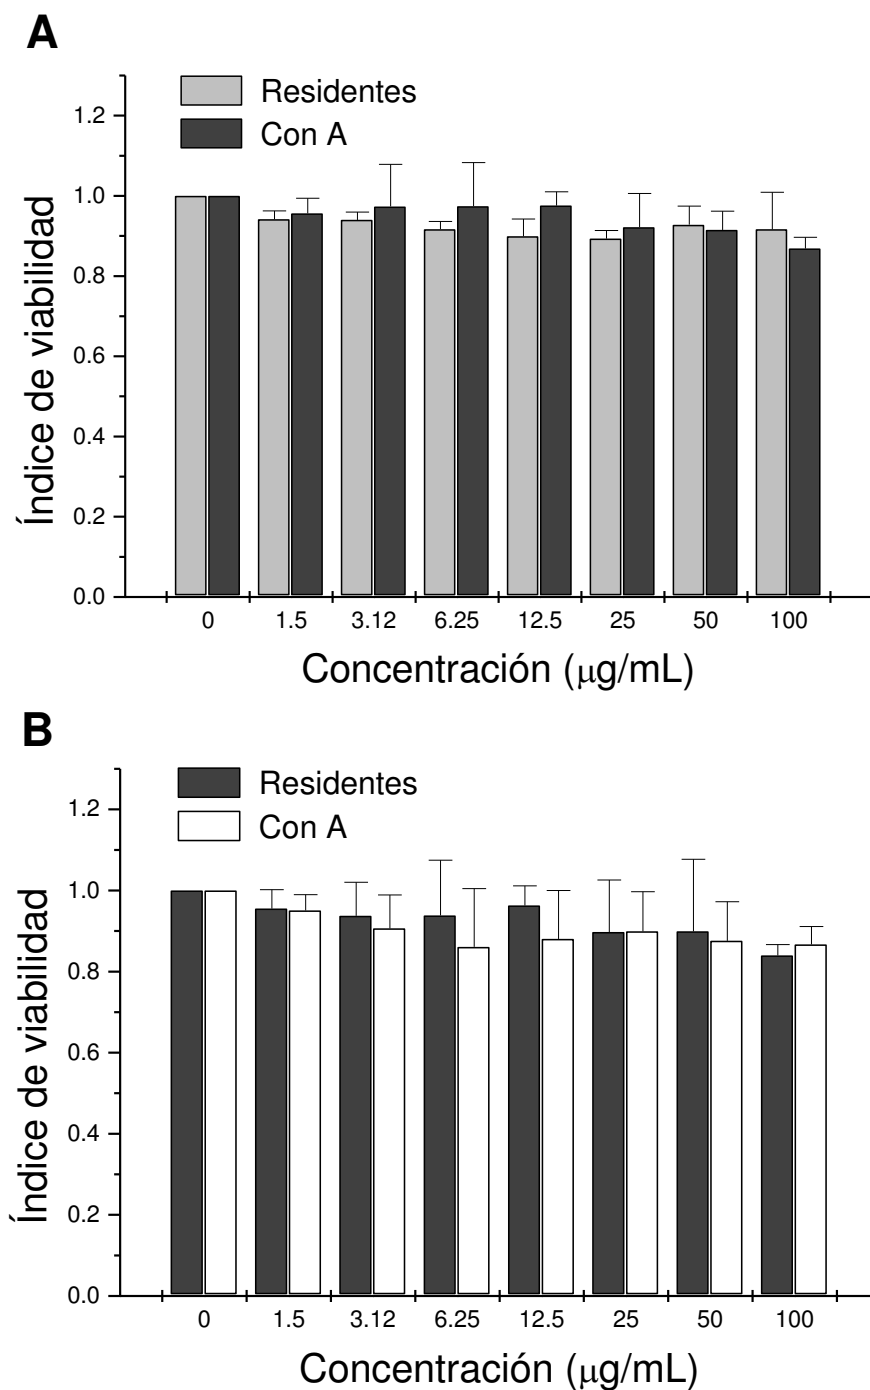 A
Residentes
Con A
1.2
1.0
0.8
0.6
0.4
0.2
0.0
Índice de viabilidad
0 1.5 3.12 6.25 12.5 25 50 100
Concentración (μg/mL)
B
Residentes
Con A
1.2
1.0
0.8
0.6
0.4
0.2
0.0
Índice de viabilidad
0 1.5 3.12 6.25 12.5 25 50 100
Concentración (μg/mL)